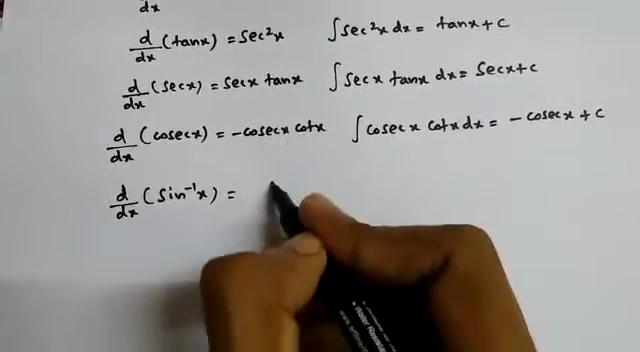 d/dx
d/dx (tanx) = sec²x ∫sec²x dx = tanx + c
d/dx (secx) = secx tanx ∫secx tanx dx = secx + c
d/dx (cosecx) = -cosecx cotx ∫cosecx cotx dx = -cosecx + c
d/dx (sin⁻¹x) =